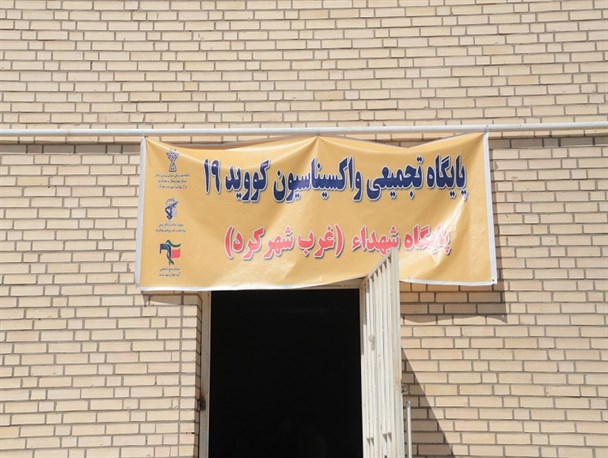 پایگاه تجمیعی واکسیناسیون کووید ۱۹
پایگاه شهداء (غرب شهرکرد)